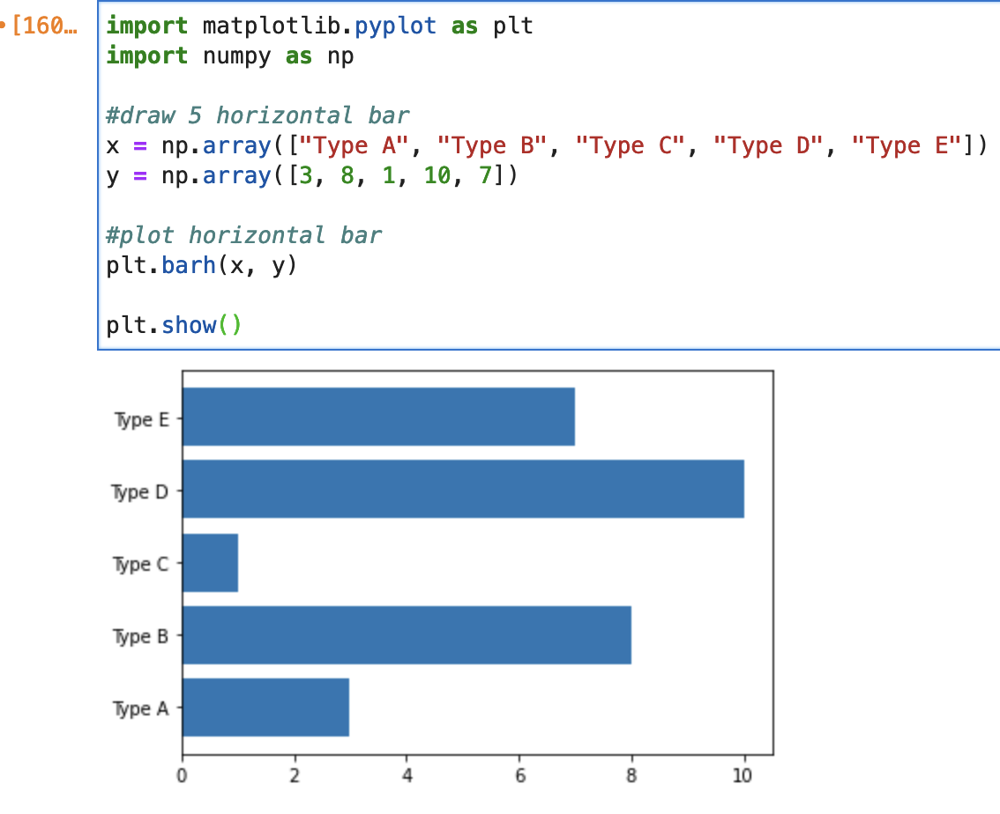 [160…
import matplotlib.pyplot as plt
import numpy as np
#draw 5 horizontal bar
x = np.array(["Type A", "Type B", "Type C", "Type D", "Type E"])
y = np.array([3, 8, 1, 10, 7])
#plot horizontal bar
plt.barh(x, y)
plt.show()
Type E
Type D
Type C
Type B
Type A
0 2 4 6 8 10